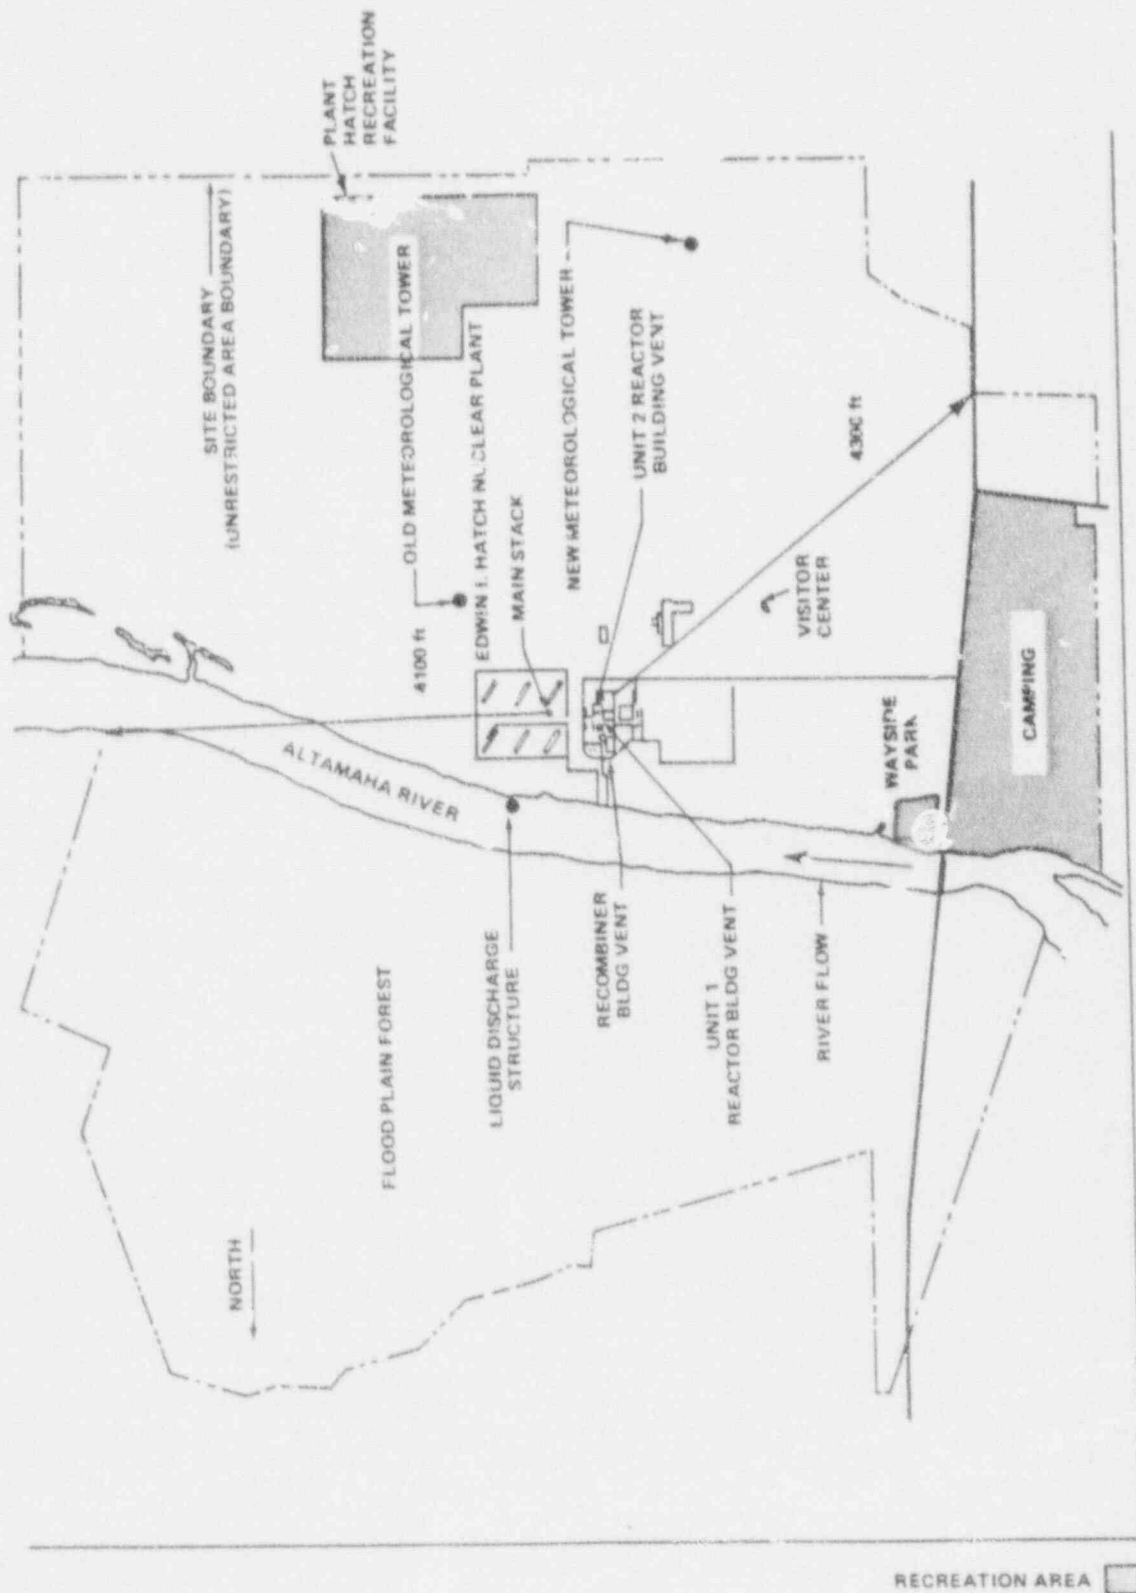 PLANT
HATCH
RECREATION
FACILITY
SITE BOUNDARY
(UNRESTRICTED AREA BOUNDARY)
OLD METEOROLOGICAL TOWER
4100 ft
EDWIN I. HATCH NUCLEAR PLANT
MAIN STACK
NEW METEOROLOGICAL TOWER
UNIT 2 REACTOR
BUILDING VENT
4300 ft
VISITOR
CENTER
ALTAMAHA RIVER
WAYSIDE
PARK
CAMPING
FLOOD PLAIN FOREST
LIQUID DISCHARGE
STRUCTURE
RECOMBINER
BLDG VENT
UNIT 1
REACTOR BLDG VENT
RIVER FLOW
NORTH
RECREATION AREA